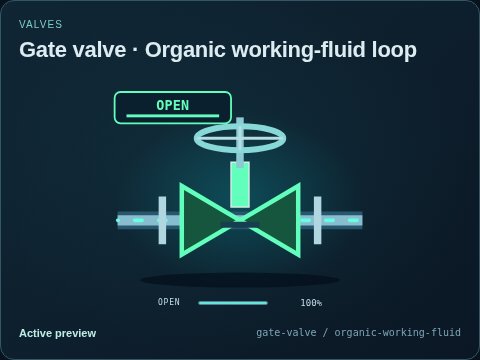 VALVES
Gate valve · Organic working-fluid loop
OPEN
OPEN 100%
Active preview
gate-valve / organic-working-fluid